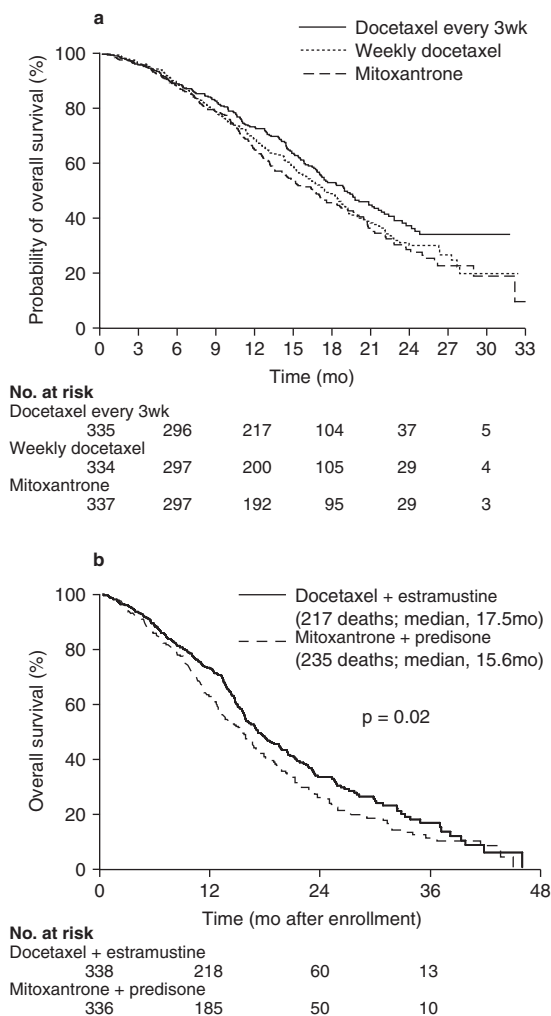 a
Docetaxel every 3wk
Weekly docetaxel
Mitoxantrone
Probability of overall survival (%)
100
80
60
40
20
0
0 3 6 9 12 15 18 21 24 27 30 33
Time (mo)
No. at risk
Docetaxel every 3wk
335 296 217 104 37 5
Weekly docetaxel
334 297 200 105 29 4
Mitoxantrone
337 297 192 95 29 3
b
Docetaxel + estramustine
(217 deaths; median, 17.5mo)
Mitoxantrone + predisone
(235 deaths; median, 15.6mo)
p = 0.02
Overall survival (%)
100
80
60
40
20
0
0 12 24 36 48
Time (mo after enrollment)
No. at risk
Docetaxel + estramustine
338 218 60 13
Mitoxantrone + predisone
336 185 50 10